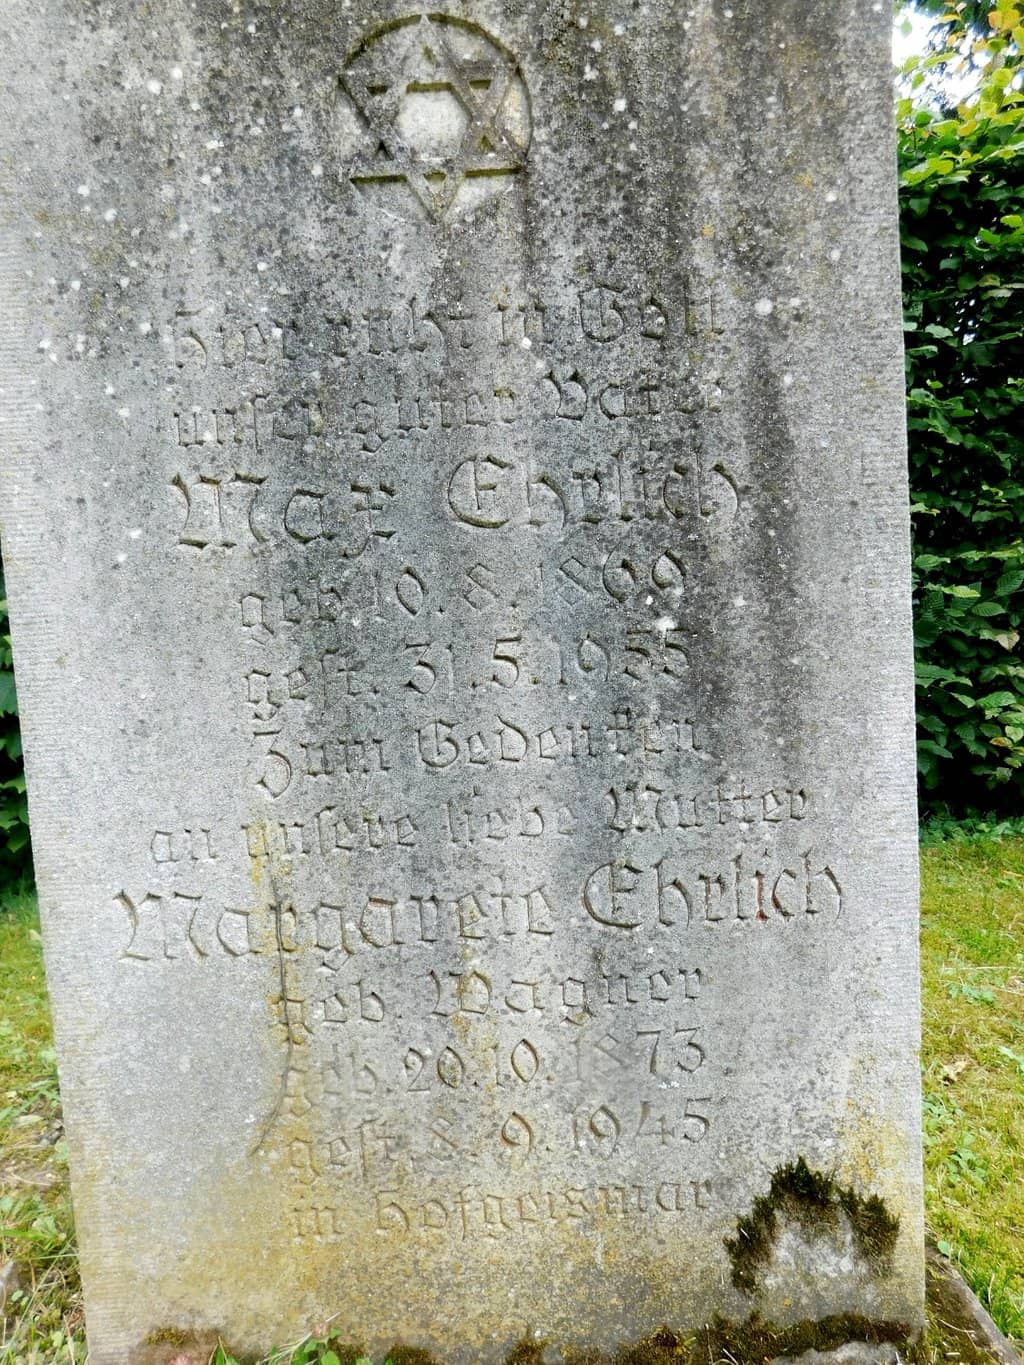 Hier ruht in Gott
unser guter Vater
Max Ehrlich
geb. 10. 8. 1869
gest. 31. 5. 1955
Zum Gedenken
an unsere liebe Mutter
Margarete Ehrlich
geb. Wagner
geb. 20. 10. 1873
gest. 8. 9. 1945
in Hofgeismar